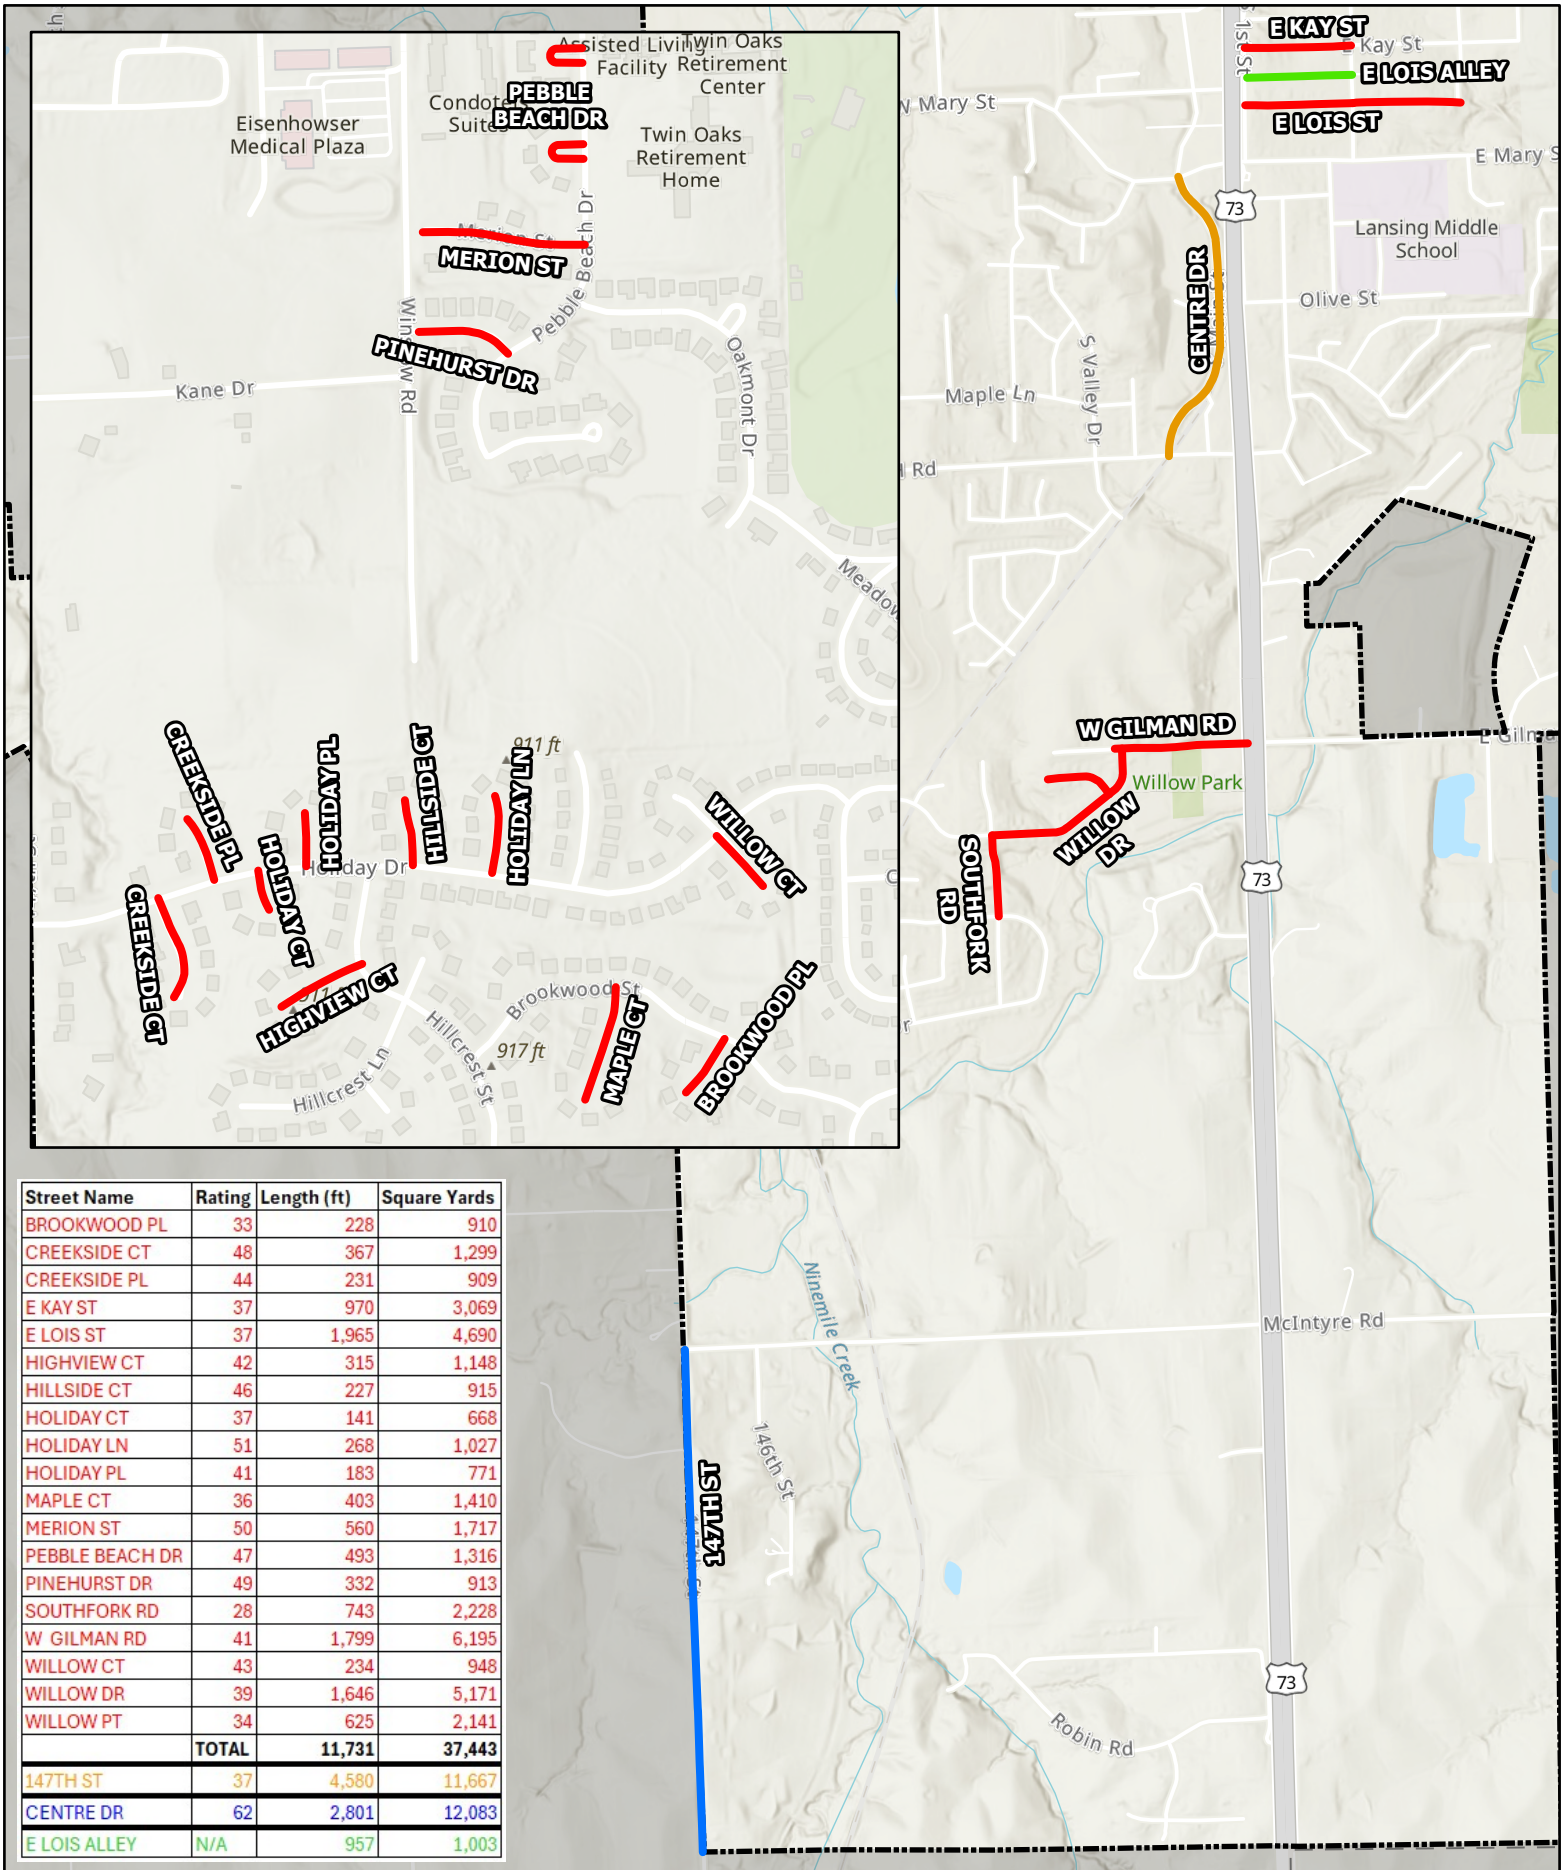 Assisted Living
Facility
Twin Oaks
Retirement
Center
PEBBLE
BEACH DR
Eisenhowser
Medical Plaza
Condotels
Suites
Twin Oaks
Retirement
Home
Pebble Beach Dr
Merion St
MERION ST
Winslow Rd
PINEHURST DR
Kane Dr
Oakmont Dr
Meadow
911 ft
CREEKSIDE PL
HOLIDAY PL
HILLSIDE CT
HOLIDAY LN
WILLOW CT
Holiday Dr
HOLIDAY CT
CREEKSIDE CT
HIGHVIEW CT
Brookwood St
BROOKWOOD PL
MAPLE CT
Hillcrest St
917 ft
Hillcrest Ln
S 1st St
E KAY ST
E Kay St
E LOIS ALLEY
E LOIS ST
W Mary St
E Mary S
73
Lansing Middle
School
CENTRE DR
Olive St
S Valley Dr
Maple Ln
Rd
W GILMAN RD
E Gilma
Willow Park
WILLOW
DR
SOUTHFORK
RD
73
Ninemile Creek
McIntyre Rd
146th St
147TH ST
147th St
73
Robin Rd
Street Name Rating Length (ft) Square Yards
BROOKWOOD PL 33 228 910
CREEKSIDE CT 48 367 1,299
CREEKSIDE PL 44 231 909
E KAY ST 37 970 3,069
E LOIS ST 37 1,965 4,690
HIGHVIEW CT 42 315 1,148
HILLSIDE CT 46 227 915
HOLIDAY CT 37 141 668
HOLIDAY LN 51 268 1,027
HOLIDAY PL 41 183 771
MAPLE CT 36 403 1,410
MERION ST 50 560 1,717
PEBBLE BEACH DR 47 493 1,316
PINEHURST DR 49 332 913
SOUTHFORK RD 28 743 2,228
W GILMAN RD 41 1,799 6,195
WILLOW CT 43 234 948
WILLOW DR 39 1,646 5,171
WILLOW PT 34 625 2,141
TOTAL 11,731 37,443
147TH ST 37 4,580 11,667
CENTRE DR 62 2,801 12,083
E LOIS ALLEY N/A 957 1,003